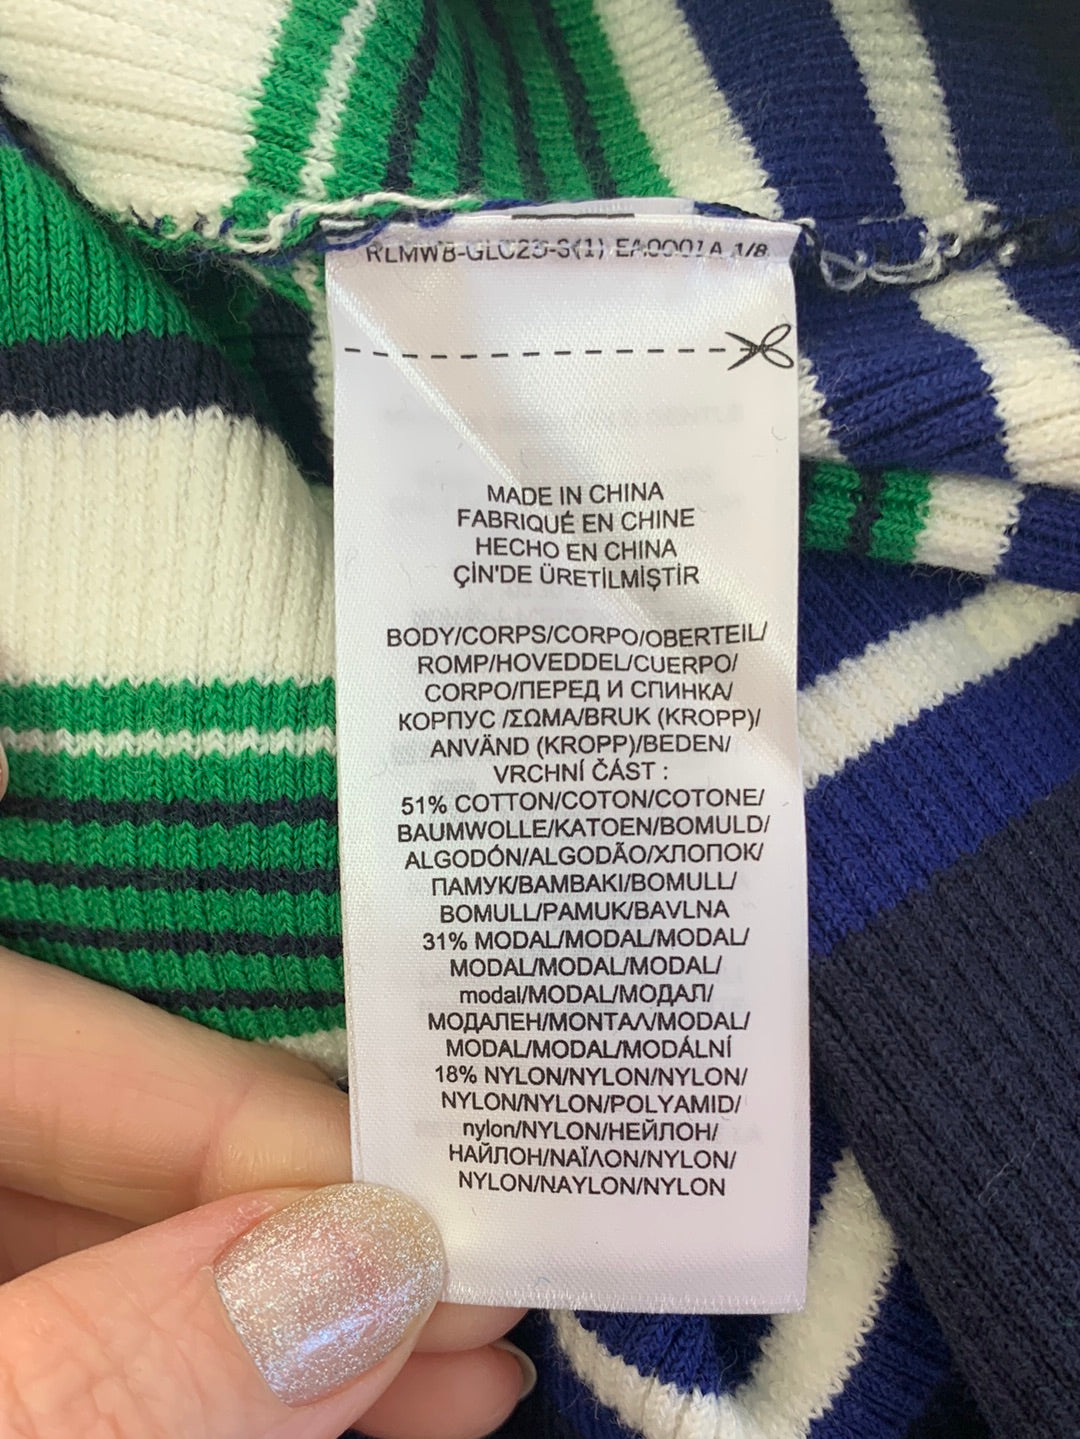 RLMWB-GLC23-S(1) EA0001A 1/8
MADE IN CHINA
FABRIQUÉ EN CHINE
HECHO EN CHINA
ÇİN'DE ÜRETİLMİŞTİR
BODY/CORPS/CORPO/OBERTEIL/
ROMP/HOVEDDEL/CUERPO/
CORPO/ПЕРЕД И СПИНКА/
КОРПУС /ΣΩΜΑ/BRUK (KROPP)/
ANVÄND (KROPP)/BEDEN/
VRCHNÍ ČÁST :
51% COTTON/COTON/COTONE/
BAUMWOLLE/KATOEN/BOMULD/
ALGODÓN/ALGODÃO/ХЛОПОК/
ПАМУК/ΒΑΜΒΑΚΙ/BOMULL/
BOMULL/PAMUK/BAVLNA
31% MODAL/MODAL/MODAL/
MODAL/MODAL/MODAL/
modal/MODAL/МОДАЛ/
МОДАЛЕН/ΜΟΝΤΑΛ/MODAL/
MODAL/MODAL/MODÁLNÍ
18% NYLON/NYLON/NYLON/
NYLON/NYLON/POLYAMID/
nylon/NYLON/НЕЙЛОН/
НАЙЛОН/ΝΑΪΛΟΝ/NYLON/
NYLON/NAYLON/NYLON